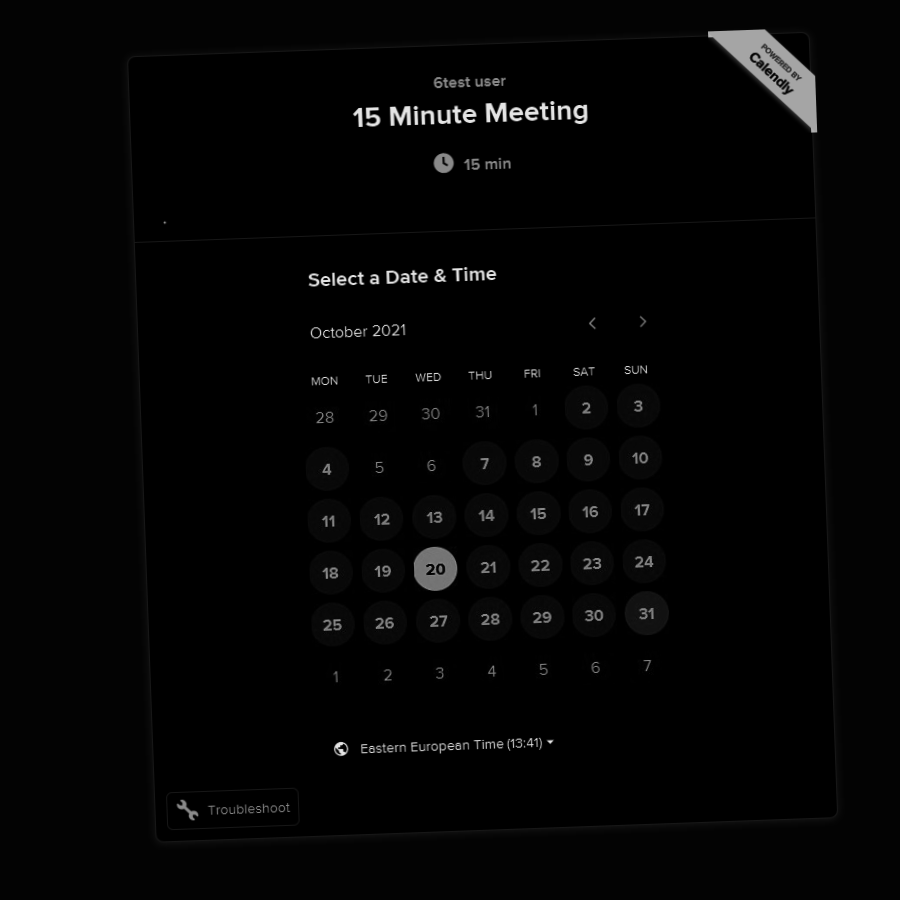 POWERED BY
Calendly
6test user
15 Minute Meeting
15 min
Select a Date & Time
October 2021
MON TUE WED THU FRI SAT SUN
28 29 30 31 1 2 3
4 5 6 7 8 9 10
11 12 13 14 15 16 17
18 19 20 21 22 23 24
25 26 27 28 29 30 31
1 2 3 4 5 6 7
Eastern European Time (13:41)
Troubleshoot